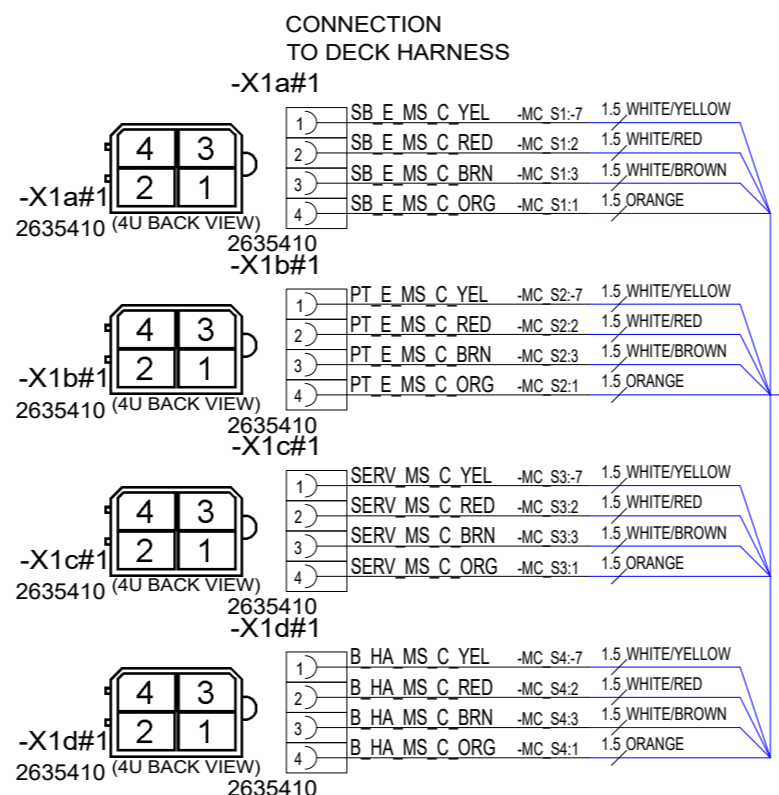 CONNECTION
TO DECK HARNESS
-X1a#1
1 SB_E_MS_C_YEL -MC_S1:-7 1.5 WHITE/YELLOW
2 SB_E_MS_C_RED -MC_S1:2 1.5 WHITE/RED
3 SB_E_MS_C_BRN -MC_S1:3 1.5 WHITE/BROWN
4 SB_E_MS_C_ORG -MC_S1:1 1.5 ORANGE
4 3
2 1
-X1a#1
2635410 (4U BACK VIEW)
2635410
-X1b#1
1 PT_E_MS_C_YEL -MC_S2:-7 1.5 WHITE/YELLOW
2 PT_E_MS_C_RED -MC_S2:2 1.5 WHITE/RED
3 PT_E_MS_C_BRN -MC_S2:3 1.5 WHITE/BROWN
4 PT_E_MS_C_ORG -MC_S2:1 1.5 ORANGE
4 3
2 1
-X1b#1
2635410 (4U BACK VIEW)
2635410
-X1c#1
1 SERV_MS_C_YEL -MC_S3:-7 1.5 WHITE/YELLOW
2 SERV_MS_C_RED -MC_S3:2 1.5 WHITE/RED
3 SERV_MS_C_BRN -MC_S3:3 1.5 WHITE/BROWN
4 SERV_MS_C_ORG -MC_S3:1 1.5 ORANGE
4 3
2 1
-X1c#1
2635410 (4U BACK VIEW)
2635410
-X1d#1
1 B_HA_MS_C_YEL -MC_S4:-7 1.5 WHITE/YELLOW
2 B_HA_MS_C_RED -MC_S4:2 1.5 WHITE/RED
3 B_HA_MS_C_BRN -MC_S4:3 1.5 WHITE/BROWN
4 B_HA_MS_C_ORG -MC_S4:1 1.5 ORANGE
4 3
2 1
-X1d#1
2635410 (4U BACK VIEW)
2635410